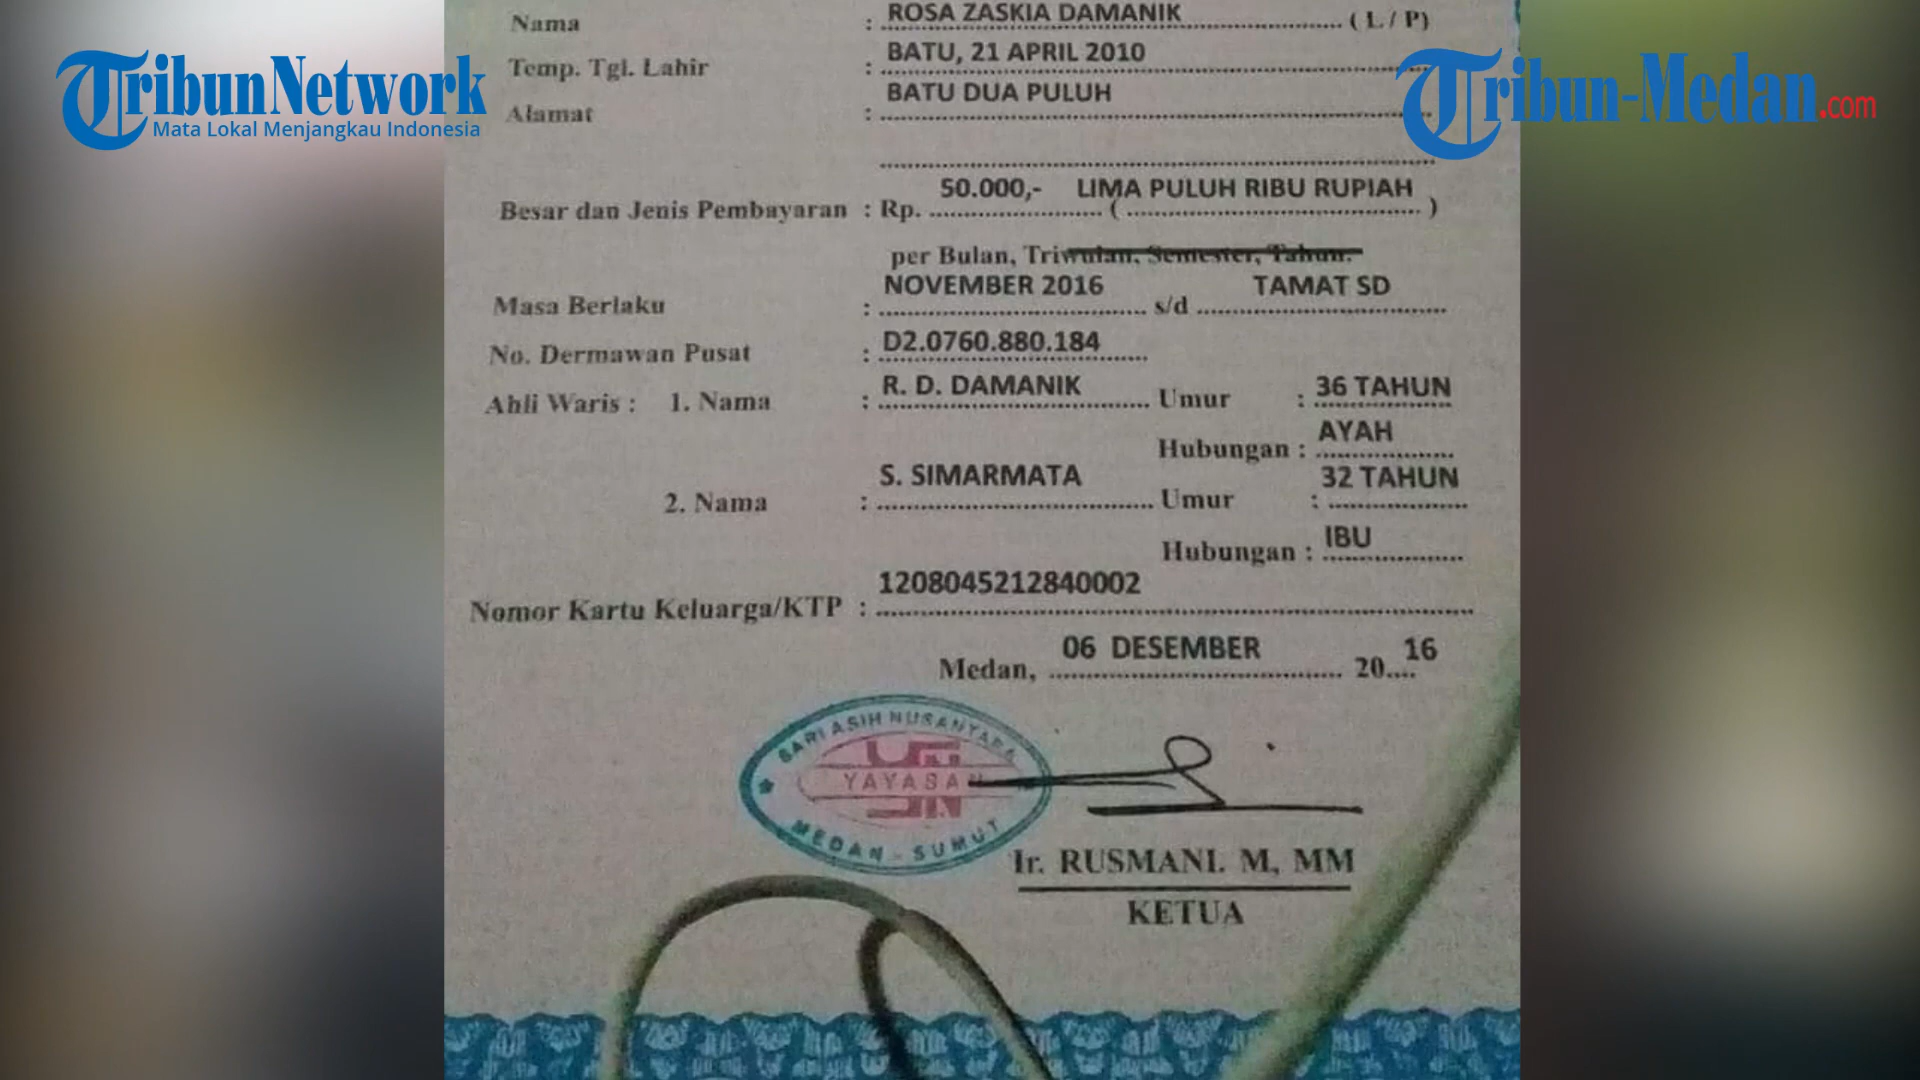 TribunNetwork
Mata Lokal Menjangkau Indonesia
Tribun-Medan.com
Nama : ROSA ZASKIA DAMANIK ( L / P)
Temp. Tgl. Lahir : BATU, 21 APRIL 2010
Alamat : BATU DUA PULUH
Besar dan Jenis Pembayaran : Rp. 50.000,- ( LIMA PULUH RIBU RUPIAH )
per Bulan, Triwulan, Semester, Tahun.
Masa Berlaku : NOVEMBER 2016 s/d TAMAT SD
No. Dermawan Pusat : D2.0760.880.184
Ahli Waris : 1. Nama : R. D. DAMANIK Umur : 36 TAHUN
Hubungan : AYAH
2. Nama : S. SIMARMATA Umur : 32 TAHUN
Hubungan : IBU
Nomor Kartu Keluarga/KTP : 1208045212840002
Medan, 06 DESEMBER 2016
SARI ASIH NUSANTARA
YAYASAN
MEDAN - SUMUT
Ir. RUSMANI. M, MM
KETUA